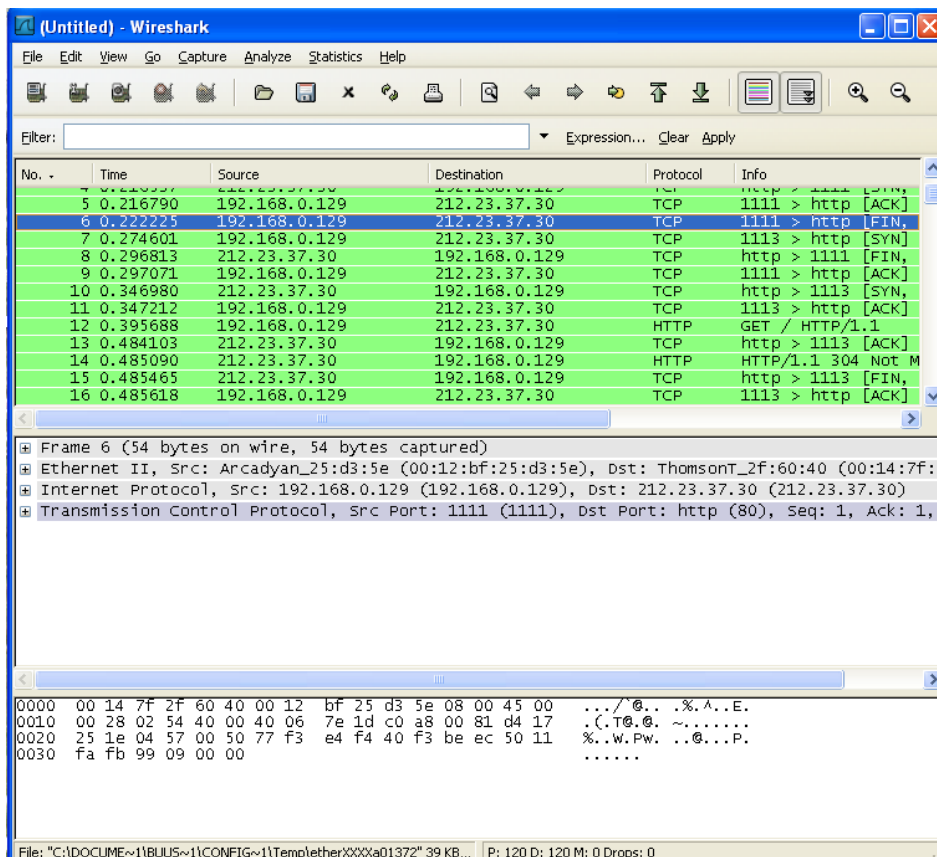 (Untitled) - Wireshark
File Edit View Go Capture Analyze Statistics Help
Filter: Expression... Clear Apply
No. . Time Source Destination Protocol Info
5 0.216790 192.168.0.129 212.23.37.30 TCP 1111 > http [ACK]
6 0.222225 192.168.0.129 212.23.37.30 TCP 1111 > http [FIN,
7 0.274601 192.168.0.129 212.23.37.30 TCP 1113 > http [SYN]
8 0.296813 212.23.37.30 192.168.0.129 TCP http > 1111 [FIN,
9 0.297071 192.168.0.129 212.23.37.30 TCP 1111 > http [ACK]
10 0.346980 212.23.37.30 192.168.0.129 TCP http > 1113 [SYN,
11 0.347212 192.168.0.129 212.23.37.30 TCP 1113 > http [ACK]
12 0.395688 192.168.0.129 212.23.37.30 HTTP GET / HTTP/1.1
13 0.484103 212.23.37.30 192.168.0.129 TCP http > 1113 [ACK]
14 0.485090 212.23.37.30 192.168.0.129 HTTP HTTP/1.1 304 Not M
15 0.485465 212.23.37.30 192.168.0.129 TCP http > 1113 [FIN,
16 0.485618 192.168.0.129 212.23.37.30 TCP 1113 > http [ACK]
Frame 6 (54 bytes on wire, 54 bytes captured)
Ethernet II, Src: Arcadyan_25:d3:5e (00:12:bf:25:d3:5e), Dst: ThomsonT_2f:60:40 (00:14:7f:
Internet Protocol, Src: 192.168.0.129 (192.168.0.129), Dst: 212.23.37.30 (212.23.37.30)
Transmission Control Protocol, Src Port: 1111 (1111), Dst Port: http (80), Seq: 1, Ack: 1,
0000 00 14 7f 2f 60 40 00 12 bf 25 d3 5e 08 00 45 00 .../`@.. .%.^..E.
0010 00 28 02 54 40 00 40 06 7e 1d c0 a8 00 81 d4 17 .(.T@.@. ~.......
0020 25 1e 04 57 00 50 77 f3 e4 f4 40 f3 be ec 50 11 %..W.Pw. ..@...P.
0030 fa fb 99 09 00 00 ......
File: "C:\DOCUME~1\BUUS~1\CONFIG~1\Temp\etherXXXXa01372" 39 KB... P: 120 D: 120 M: 0 Drops: 0